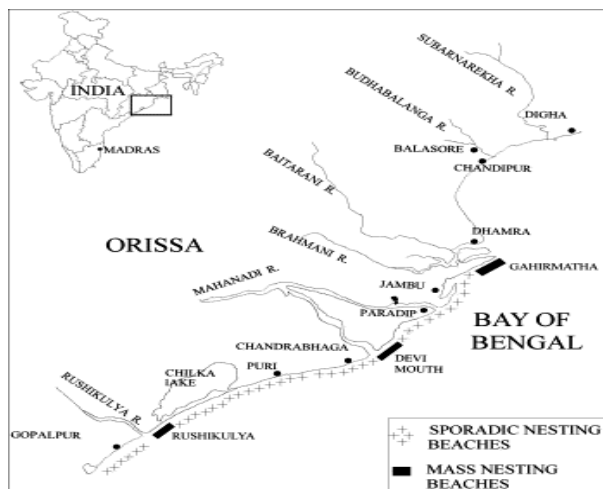 INDIA
MADRAS
SUBARNAREKHA R.
BUDHABALANGA R.
DIGHA
BALASORE
CHANDIPUR
BAITARANI R.
DHAMRA
BRAHMANI R.
ORISSA
GAHIRMATHA
JAMBU
MAHANADI R.
PARADIP
BAY OF
BENGAL
CHANDRABHAGA
DEVI
MOUTH
PURI
CHILKA
LAKE
RUSHIKULYA R.
GOPALPUR
RUSHIKULYA
SPORADIC NESTING
BEACHES
MASS NESTING
BEACHES